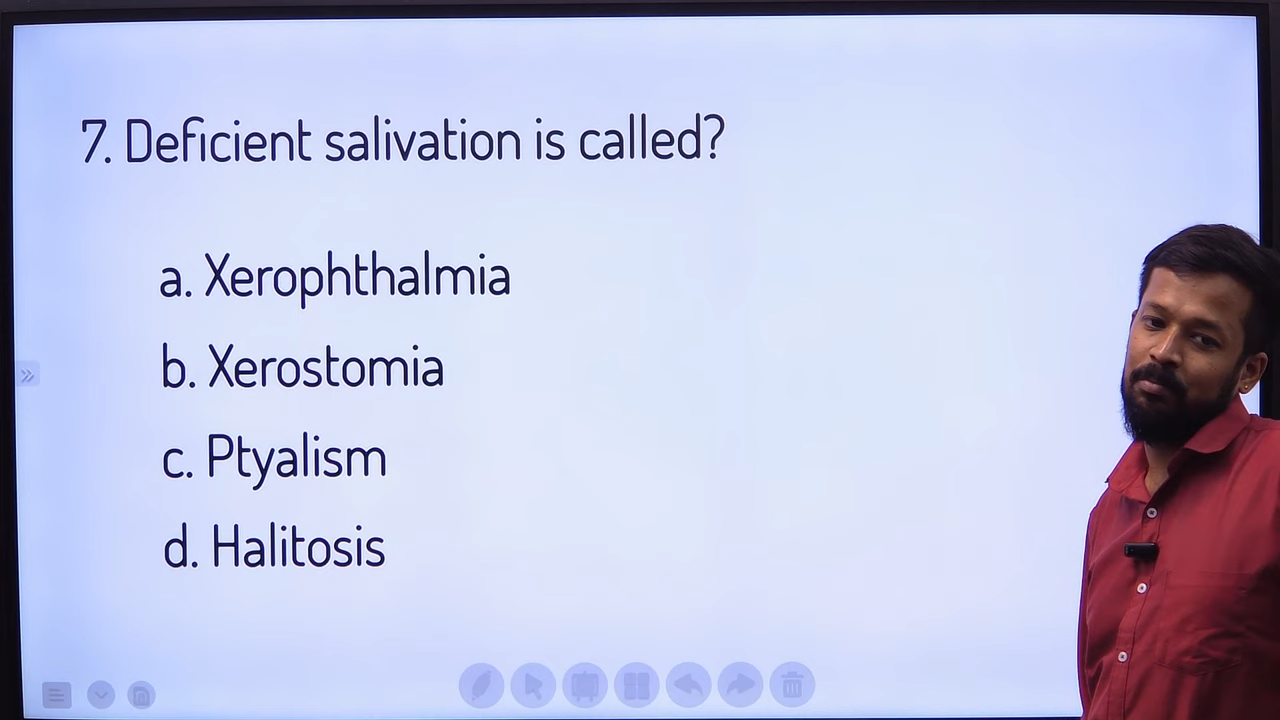 7. Deficient salivation is called?
a. Xerophthalmia
b. Xerostomia
c. Ptyalism
d. Halitosis